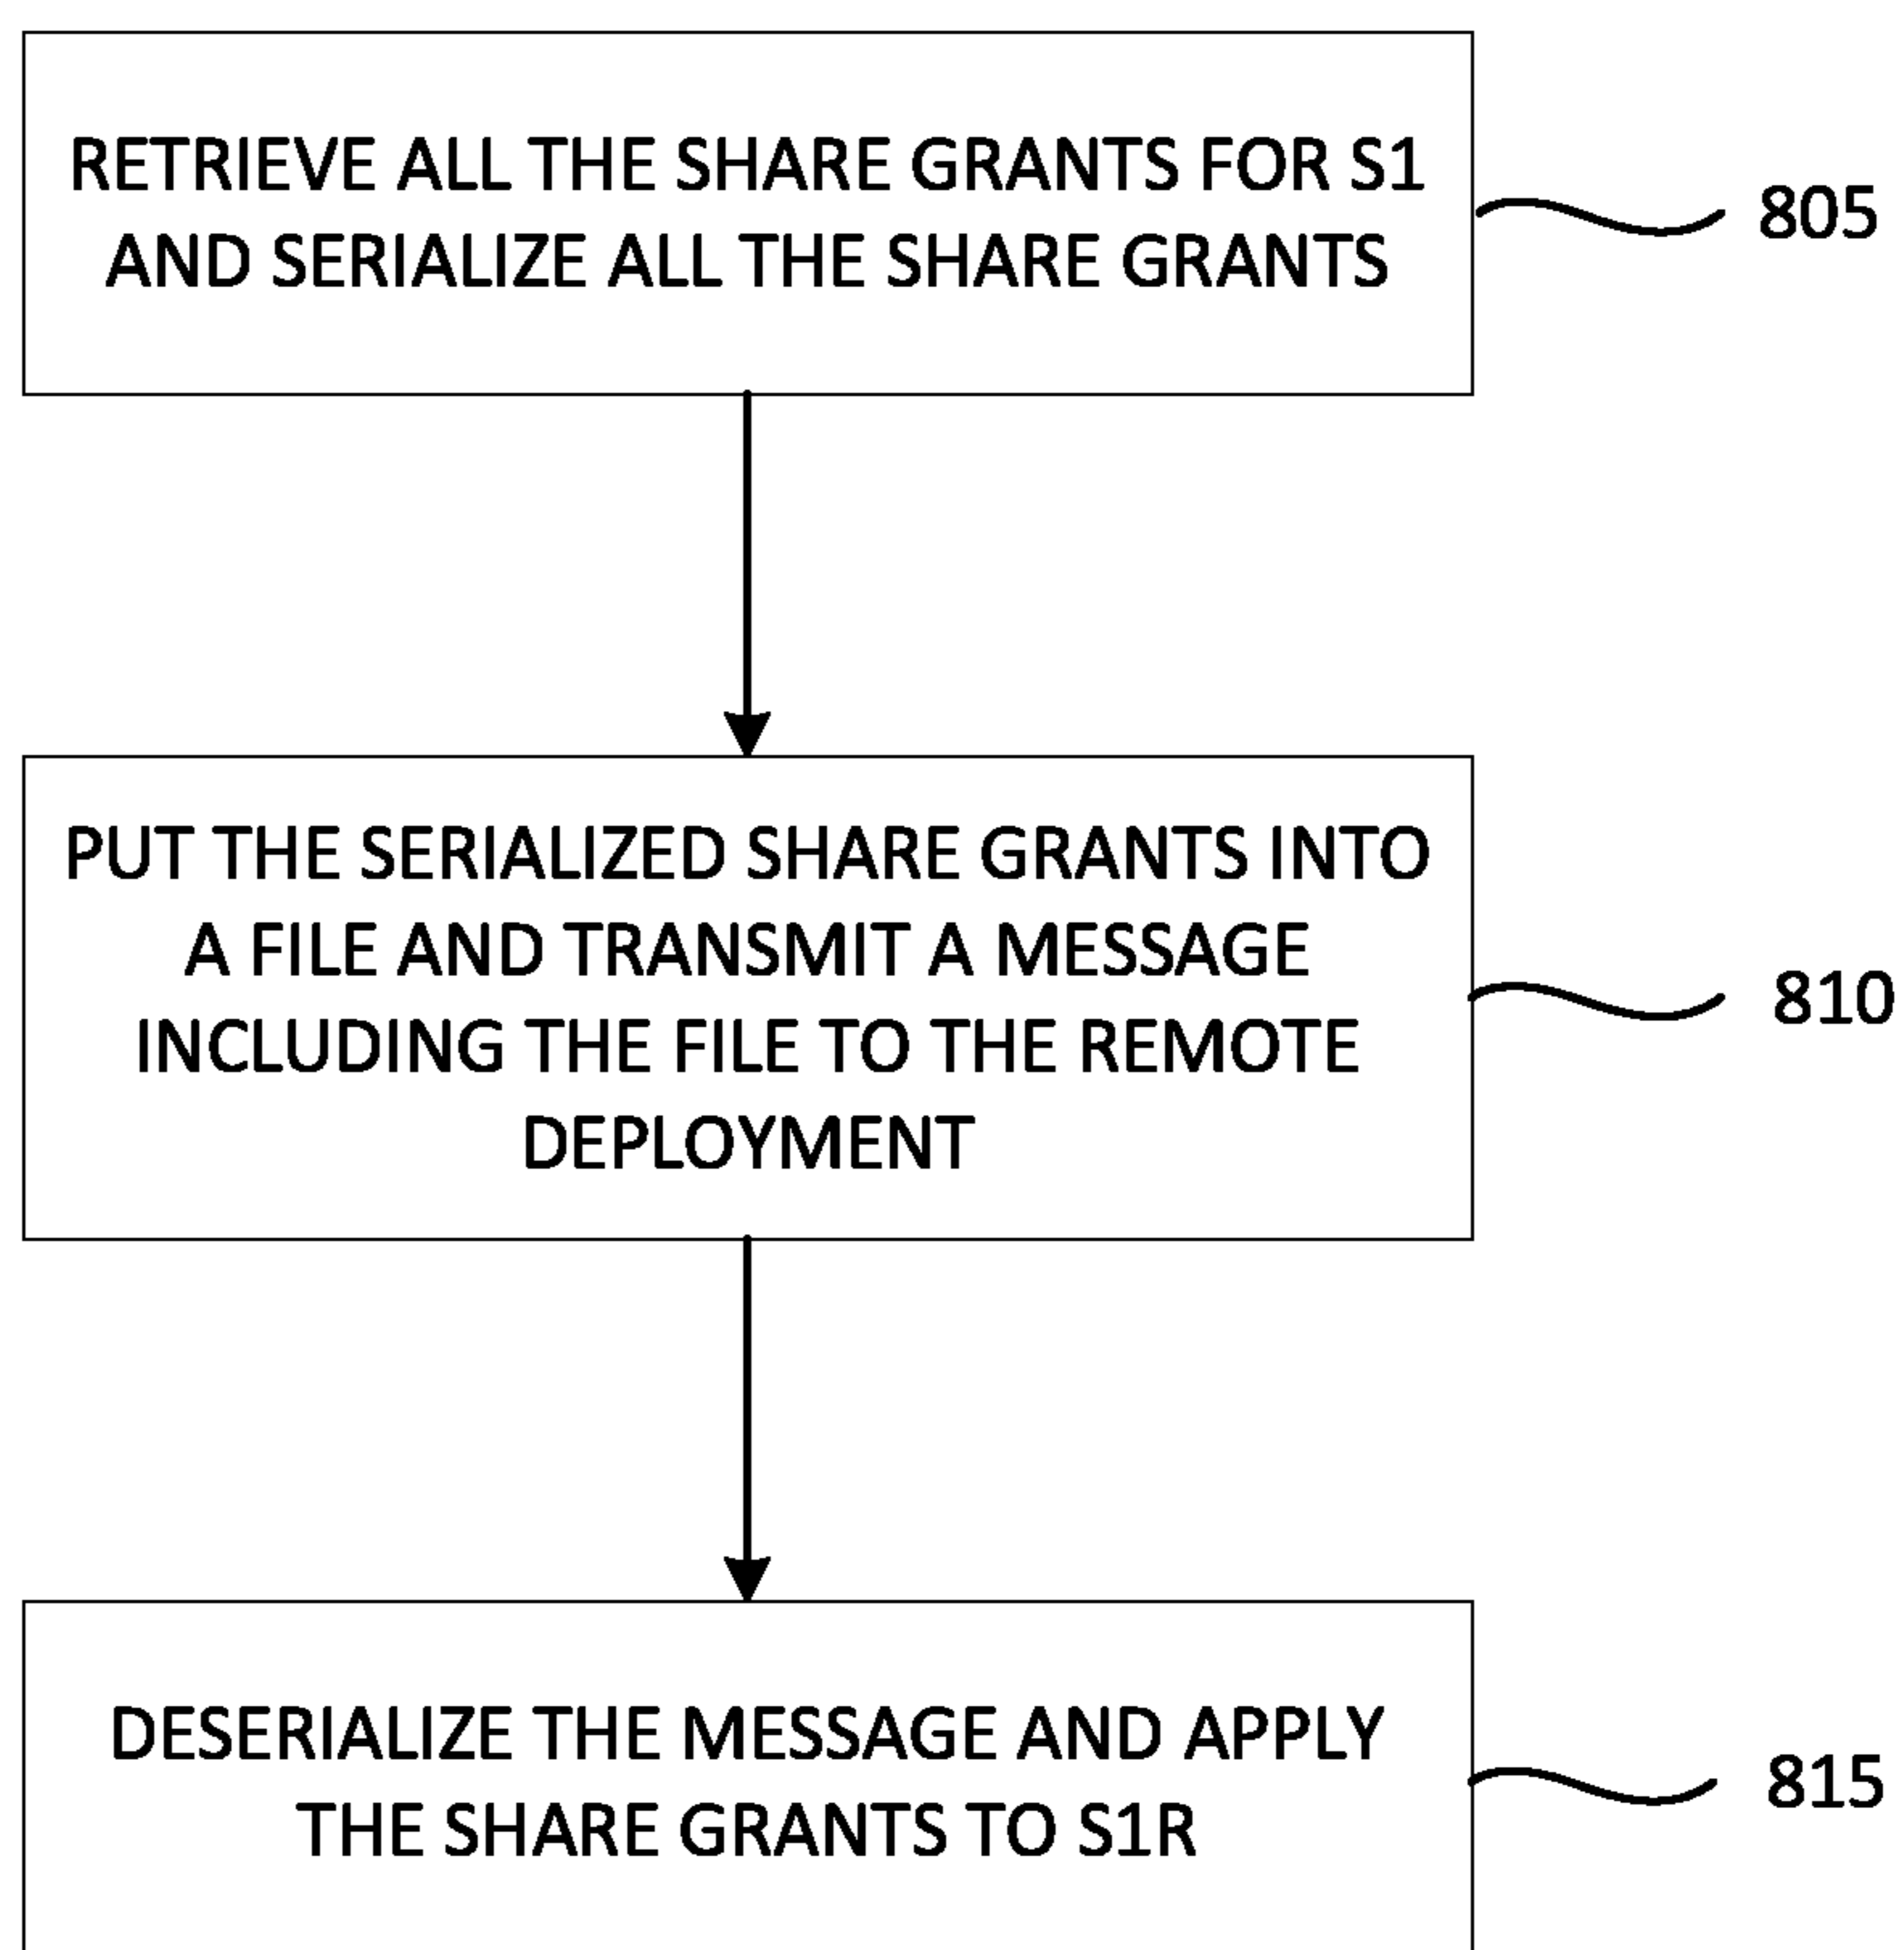 RETRIEVE ALL THE SHARE GRANTS FOR S1
AND SERIALIZE ALL THE SHARE GRANTS
805
PUT THE SERIALIZED SHARE GRANTS INTO
A FILE AND TRANSMIT A MESSAGE
INCLUDING THE FILE TO THE REMOTE
DEPLOYMENT
810
DESERIALIZE THE MESSAGE AND APPLY
THE SHARE GRANTS TO S1R
815